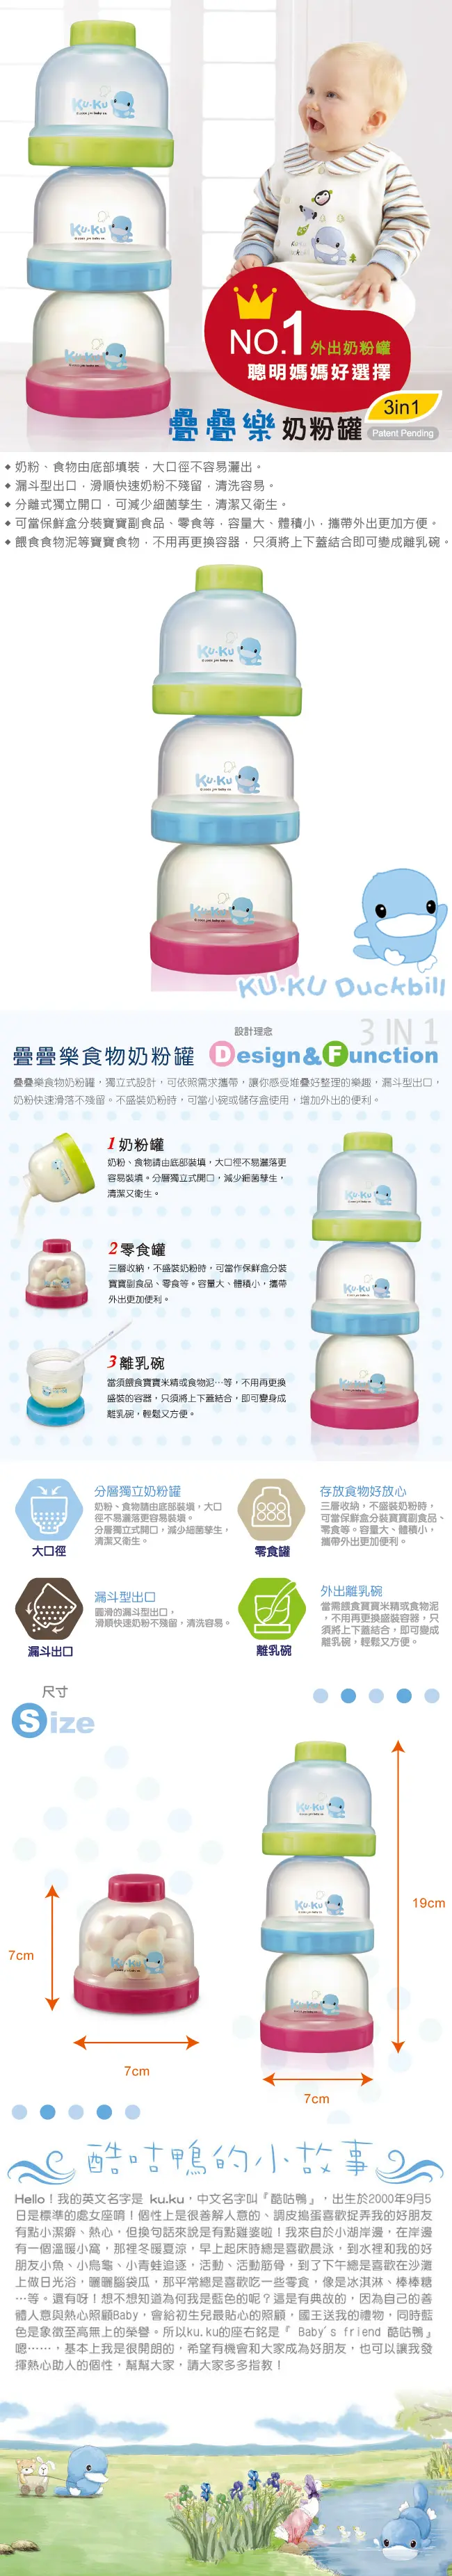 KU.KU
KU.KU
KU.KU
NO.1 外出奶粉罐
聰明媽媽好選擇
疊疊樂 奶粉罐
3in1
Patent Pending
◆ 奶粉、食物由底部填裝，大口徑不容易灑出。
◆ 漏斗型出口，滑順快速奶粉不殘留，清洗容易。
◆ 分離式獨立開口，可減少細菌孳生，清潔又衛生。
◆ 可當保鮮盒分裝寶寶副食品、零食等，容量大、體積小，攜帶外出更加方便。
◆ 餵食食物泥等寶寶食物，不用再更換容器，只須將上下蓋結合即可變成離乳碗。
KU.KU
KU.KU
KU.KU
KU.KU Duckbill
設計理念
3 IN 1
疊疊樂食物奶粉罐 Design&Function
疊疊樂食物奶粉罐，獨立式設計，可依照需求攜帶，讓你感受堆疊好整理的樂趣，漏斗型出口，
奶粉快速滑落不殘留。不盛裝奶粉時，可當小碗或儲存盒使用，增加外出的便利。
1 奶粉罐
奶粉、食物請由底部裝填，大口徑不易灑落更
容易裝填。分層獨立式開口，減少細菌孳生，
清潔又衛生。
2 零食罐
三層收納，不盛裝奶粉時，可當作保鮮盒分裝
寶寶副食品、零食等。容量大、體積小，攜帶
外出更加便利。
3 離乳碗
當須餵食寶寶米精或食物泥…等，不用再更換
盛裝的容器，只須將上下蓋結合，即可變身成
離乳碗，輕鬆又方便。
KU.KU
KU.KU
KU.KU
大口徑
分層獨立奶粉罐
奶粉、食物請由底部裝填，大口
徑不易灑落更容易裝填。
分層獨立式開口，減少細菌孳生，
清潔又衛生。
零食罐
存放食物好放心
三層收納，不盛裝奶粉時，
可當保鮮盒分裝寶寶副食品、
零食等。容量大、體積小，
攜帶外出更加便利。
漏斗出口
漏斗型出口
圓滑的漏斗型出口，
滑順快速奶粉不殘留，清洗容易。
離乳碗
外出離乳碗
當需餵食寶寶米精或食物泥
，不用再更換盛裝容器，只
須將上下蓋結合，即可變成
離乳碗，輕鬆又方便。
尺寸
Size
KU.KU
KU.KU
KU.KU
KU.KU
19cm
7cm
7cm
7cm
酷咕鴨的小故事
Hello！我的英文名字是 ku.ku，中文名字叫『酷咕鴨』，出生於2000年9月5
日是標準的處女座唷！個性上是很善解人意的、調皮搗蛋喜歡捉弄我的好朋友
有點小潔癖、熱心，但換句話來說是有點雞婆啦！我來自於小湖岸邊，在岸邊
有一個溫暖小窩，那裡冬暖夏涼，早上起床時總是喜歡晨泳，到水裡和我的好
朋友小魚、小烏龜、小青蛙追逐，活動、活動筋骨，到了下午總是喜歡在沙灘
上做日光浴，曬曬腦袋瓜，那平常總是喜歡吃一些零食，像是冰淇淋、棒棒糖
…等。還有呀！想不想知道為何我是藍色的呢？這是有典故的，因為自己的善
體人意與熱心照顧Baby，會給初生兒最貼心的照顧，國王送我的禮物，同時藍
色是象徵至高無上的榮譽。所以ku.ku的座右銘是『 Baby's friend 酷咕鴨』
嗯……，基本上我是很開朗的，希望有機會和大家成為好朋友，也可以讓我發
揮熱心助人的個性，幫幫大家，請大家多多指教！